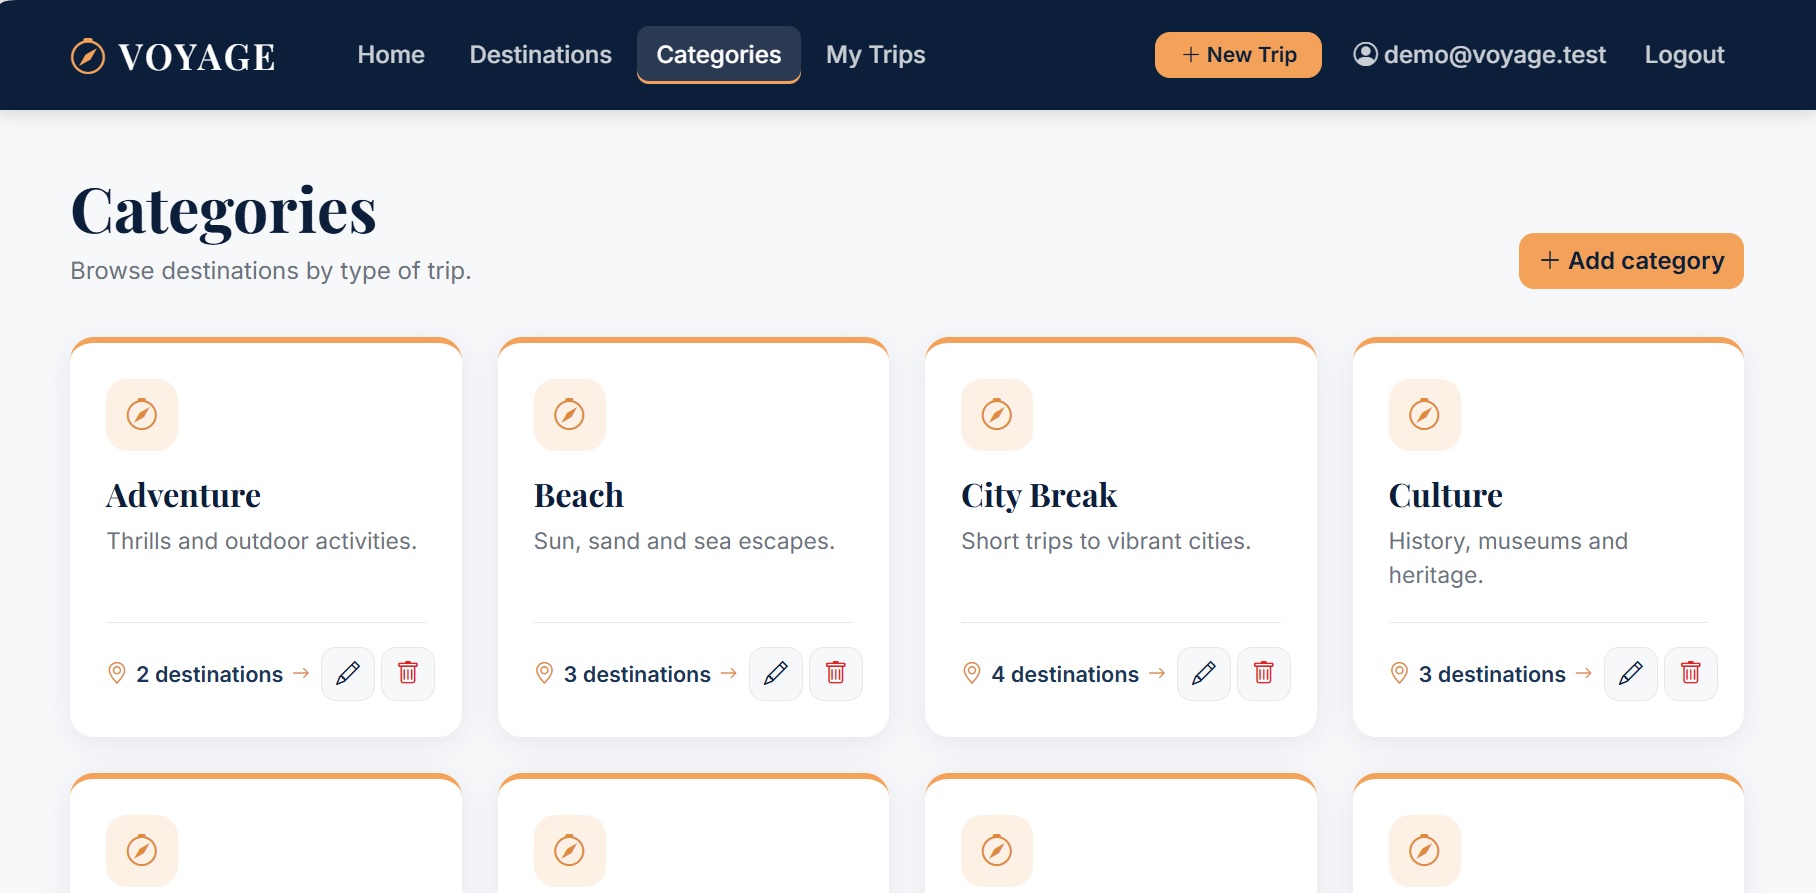 VOYAGE Home Destinations Categories My Trips + New Trip demo@voyage.test Logout
Categories
Browse destinations by type of trip.
+ Add category
Adventure
Thrills and outdoor activities.
2 destinations →
Beach
Sun, sand and sea escapes.
3 destinations →
City Break
Short trips to vibrant cities.
4 destinations →
Culture
History, museums and
heritage.
3 destinations →